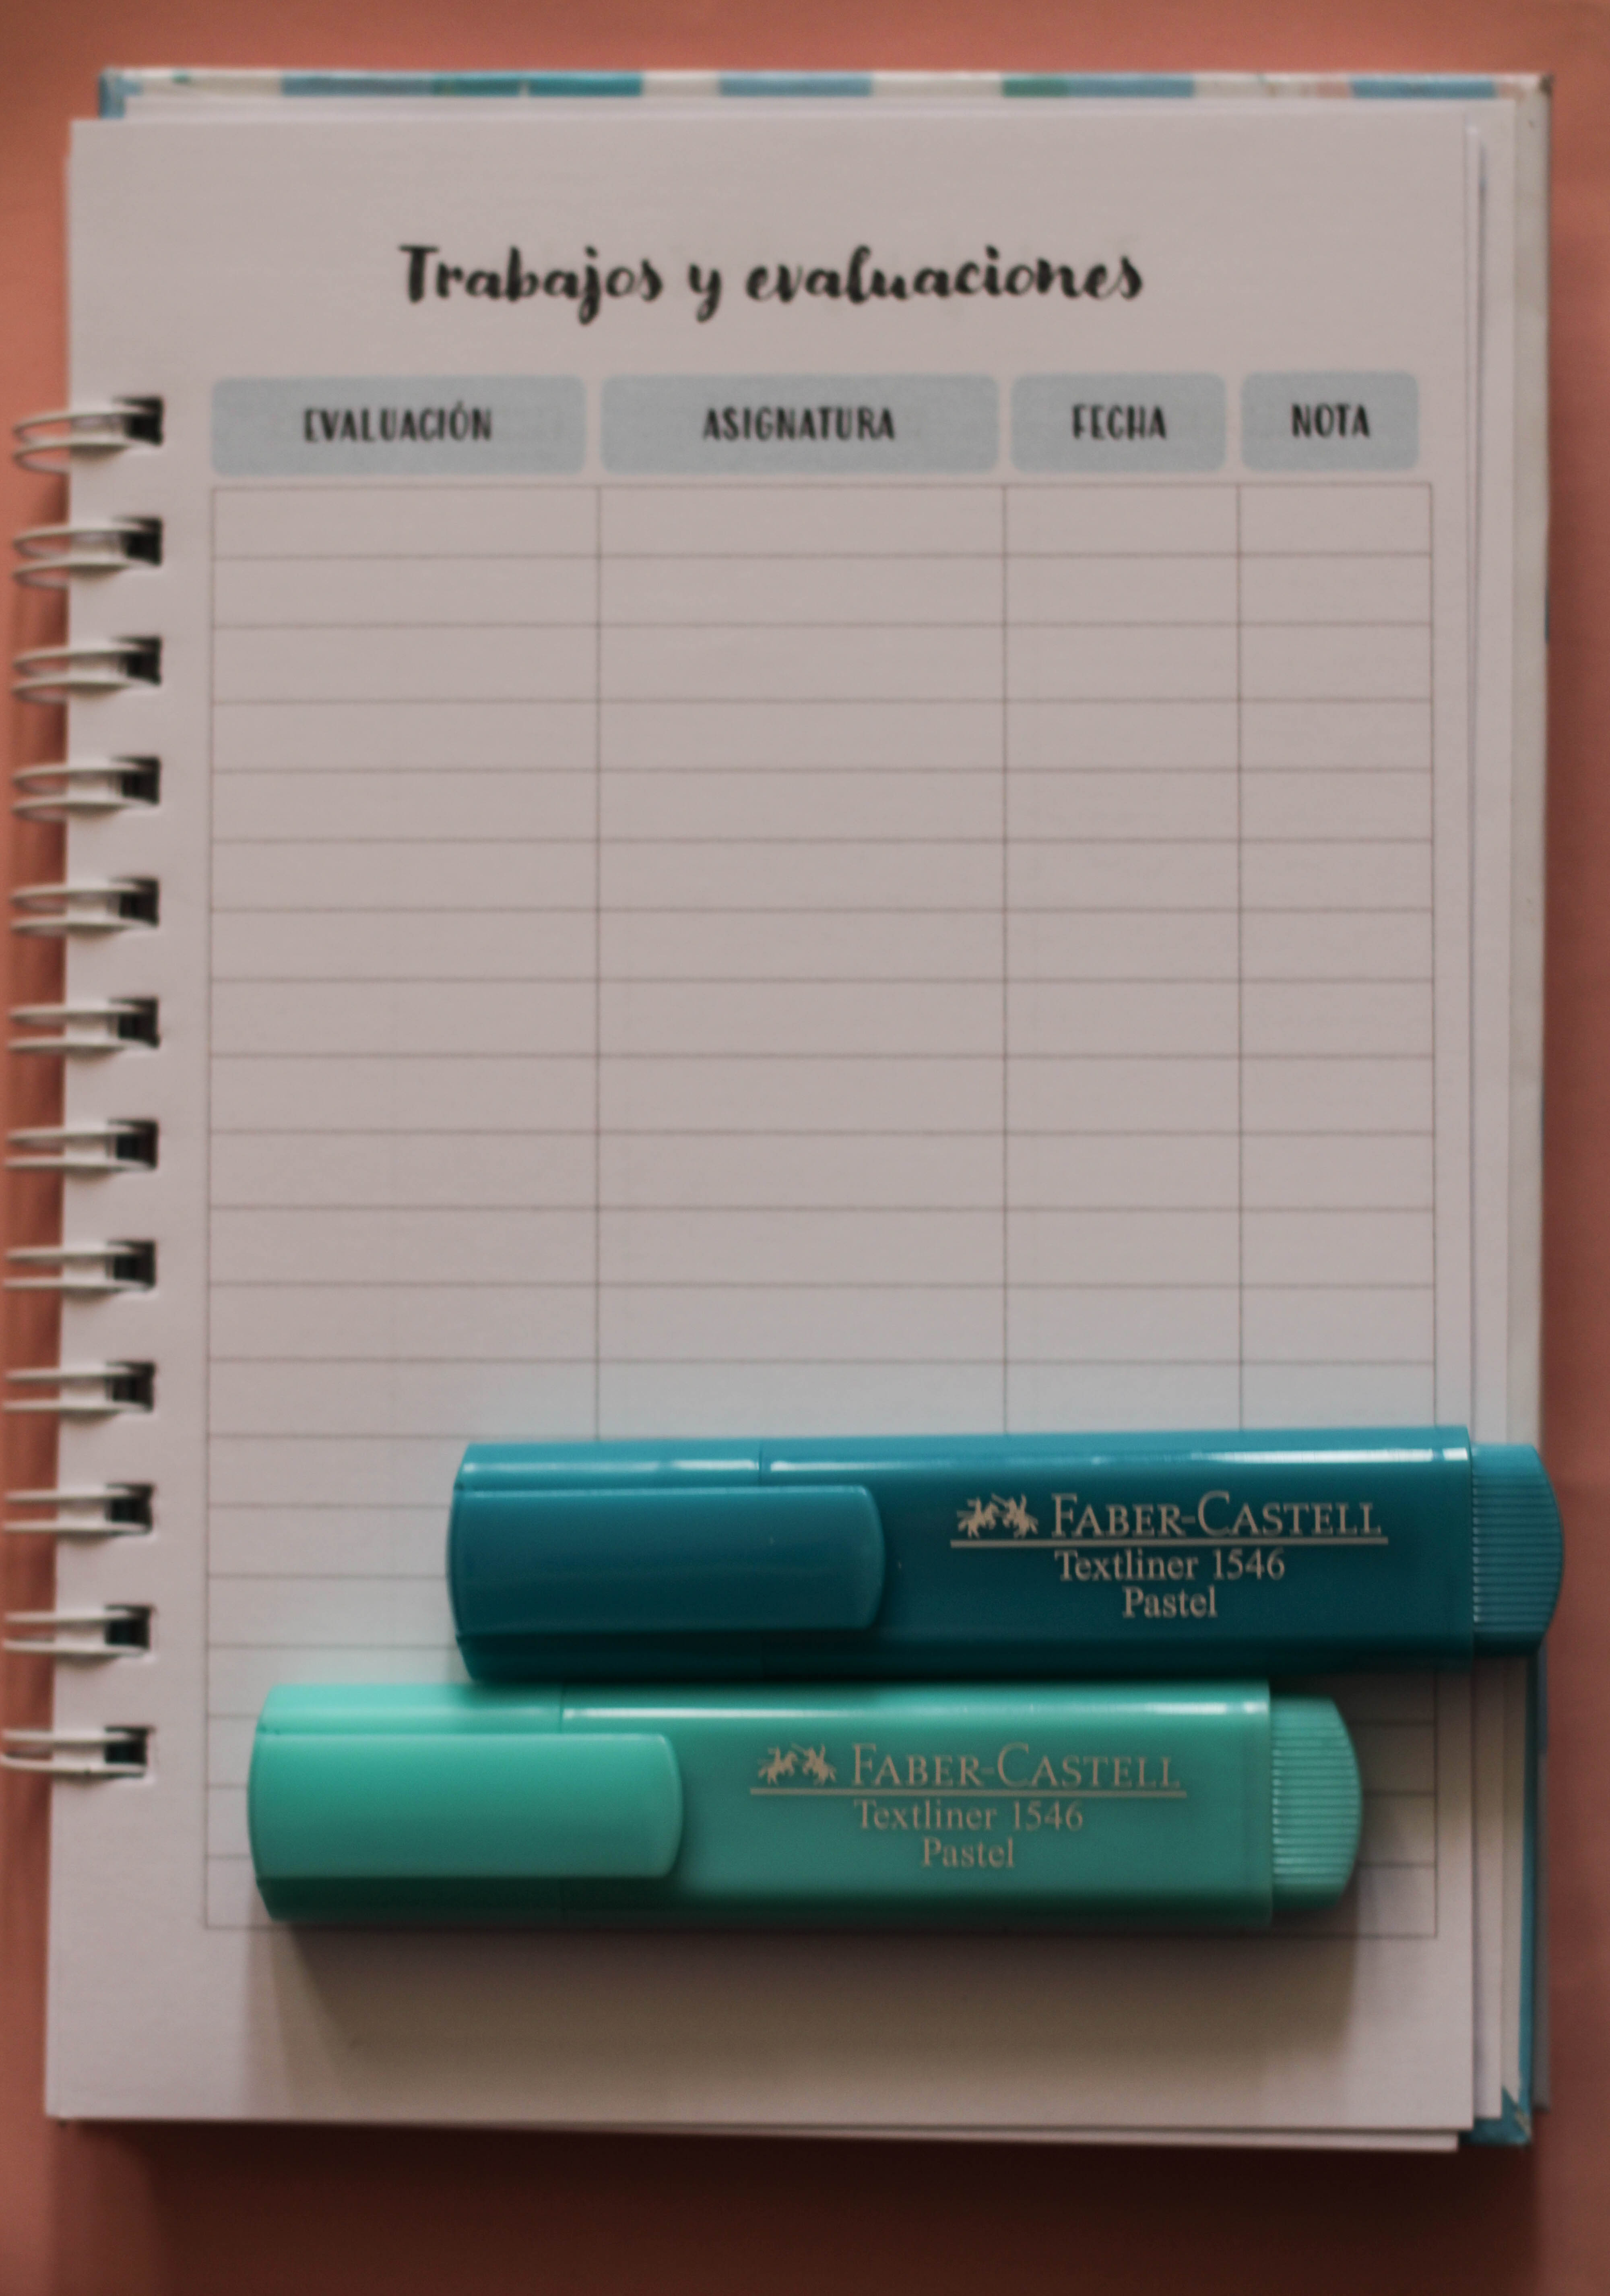 Trabajos y evaluaciones
EVALUACIÓN ASIGNATURA FECHA NOTA
FABER-CASTELL
Textliner 1546
Pastel
FABER-CASTELL
Textliner 1546
Pastel